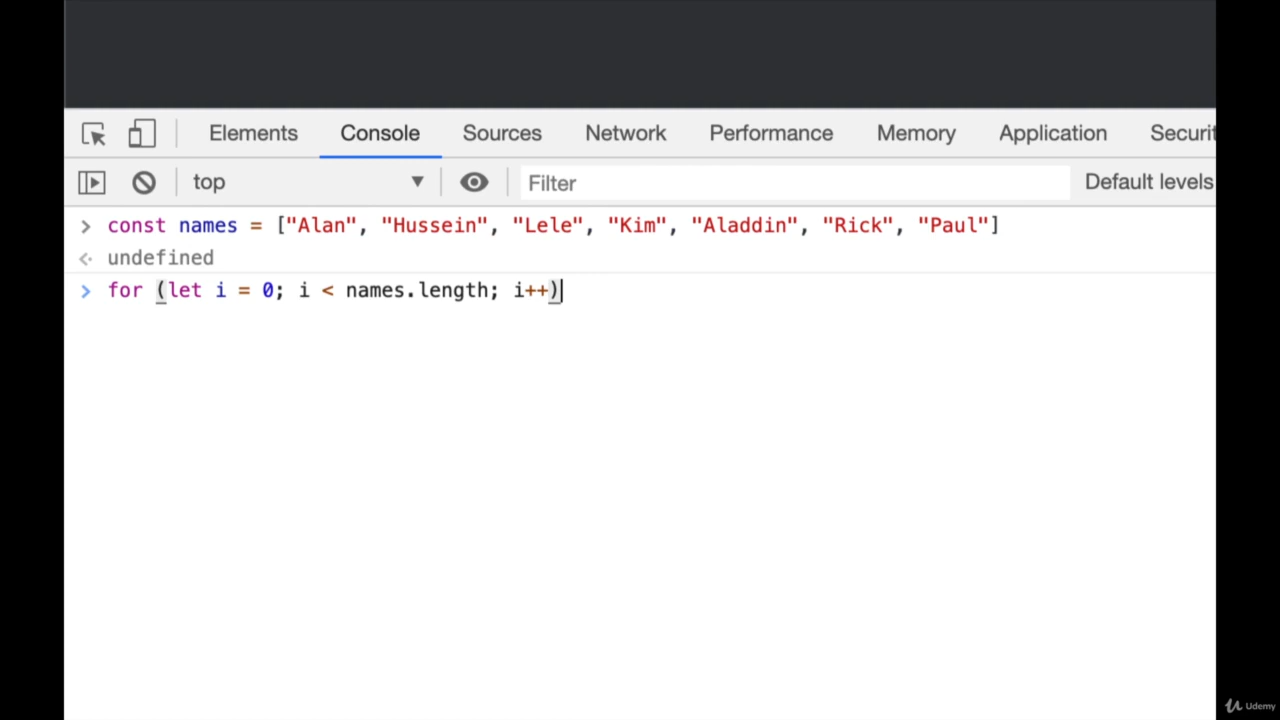 Elements Console Sources Network Performance Memory Application Securit
top Filter Default levels
const names = ["Alan", "Hussein", "Lele", "Kim", "Aladdin", "Rick", "Paul"]
undefined
for (let i = 0; i < names.length; i++)
Udemy